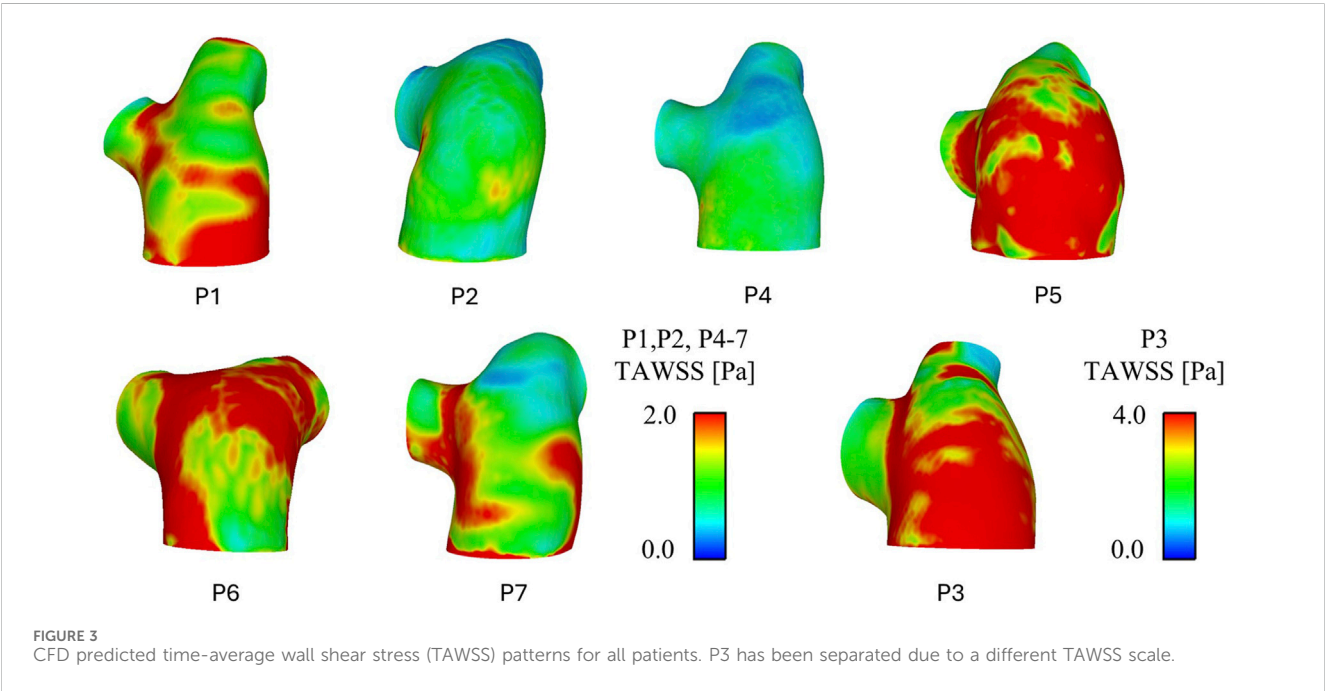 P1
P2
P4
P5
P1,P2, P4-7
TAWSS [Pa]
2.0
0.0
P3
TAWSS [Pa]
4.0
0.0
P6
P7
P3
FIGURE 3
CFD predicted time-average wall shear stress (TAWSS) patterns for all patients. P3 has been separated due to a different TAWSS scale.